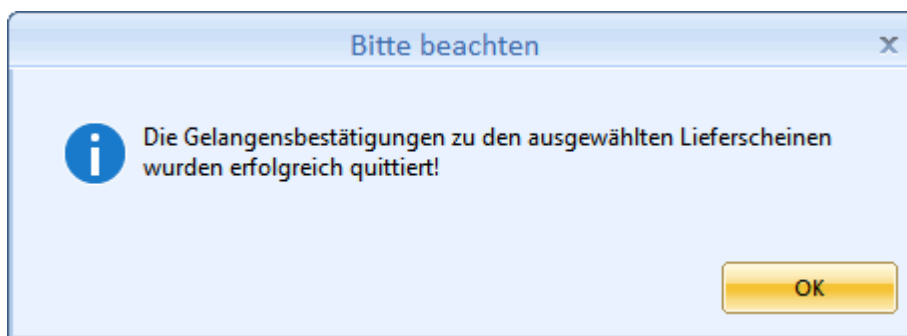 Bitte beachten
Die Gelangensbestätigungen zu den ausgewählten Lieferscheinen
wurden erfolgreich quittiert!
OK